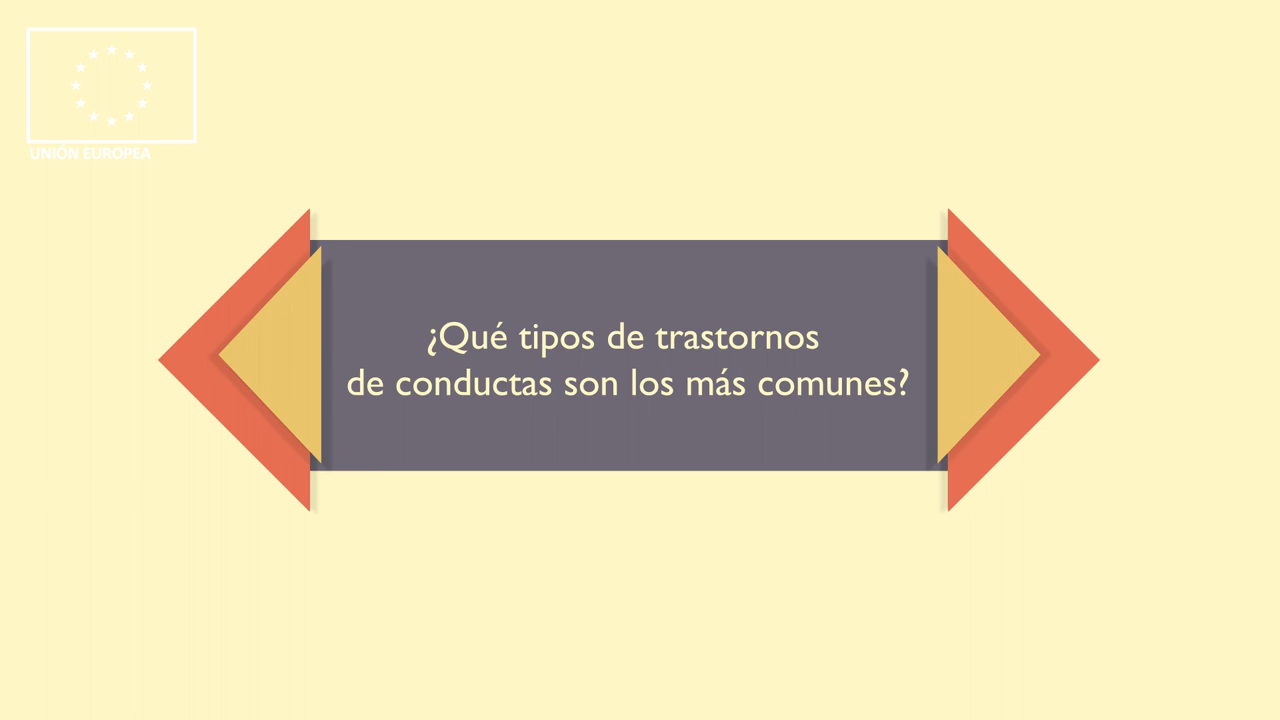 UNIÓN EUROPEA
¿Qué tipos de trastornos
de conductas son los más comunes?